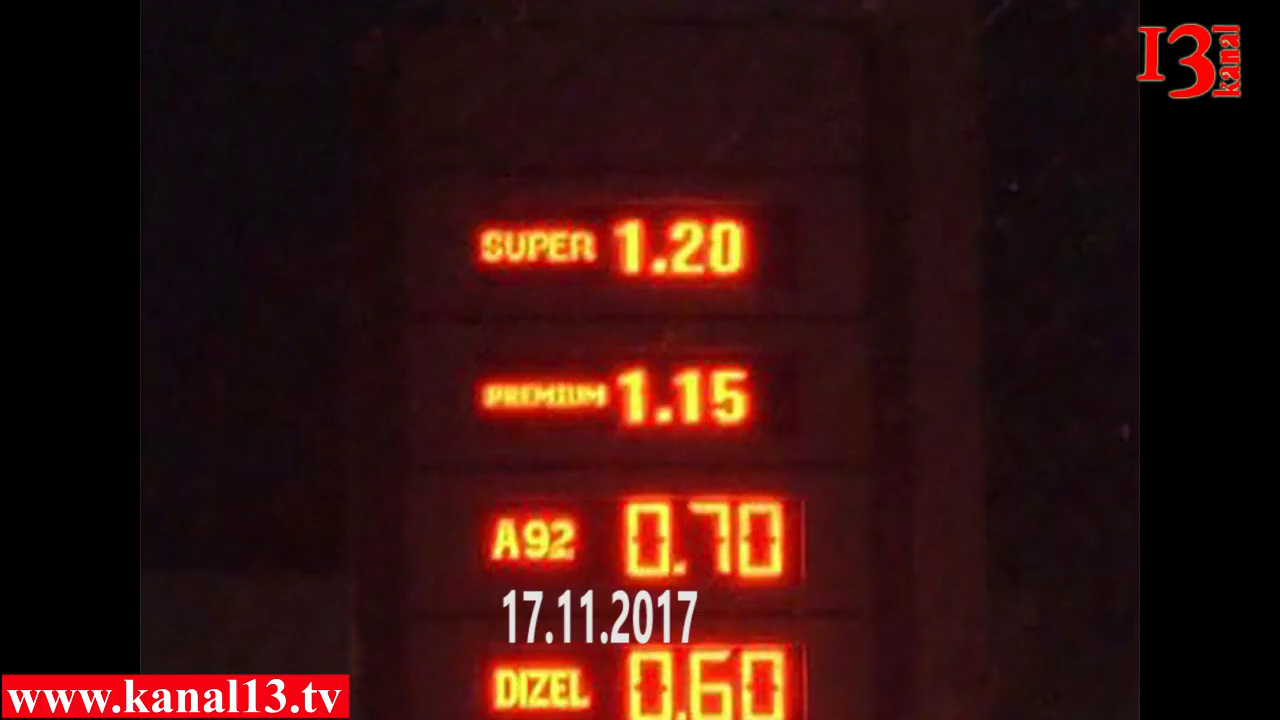 13
kanal
SUPER 1.20
PREMIUM 1.15
A92 0.70
17.11.2017
DIZEL 0.60
www.kanal13.tv